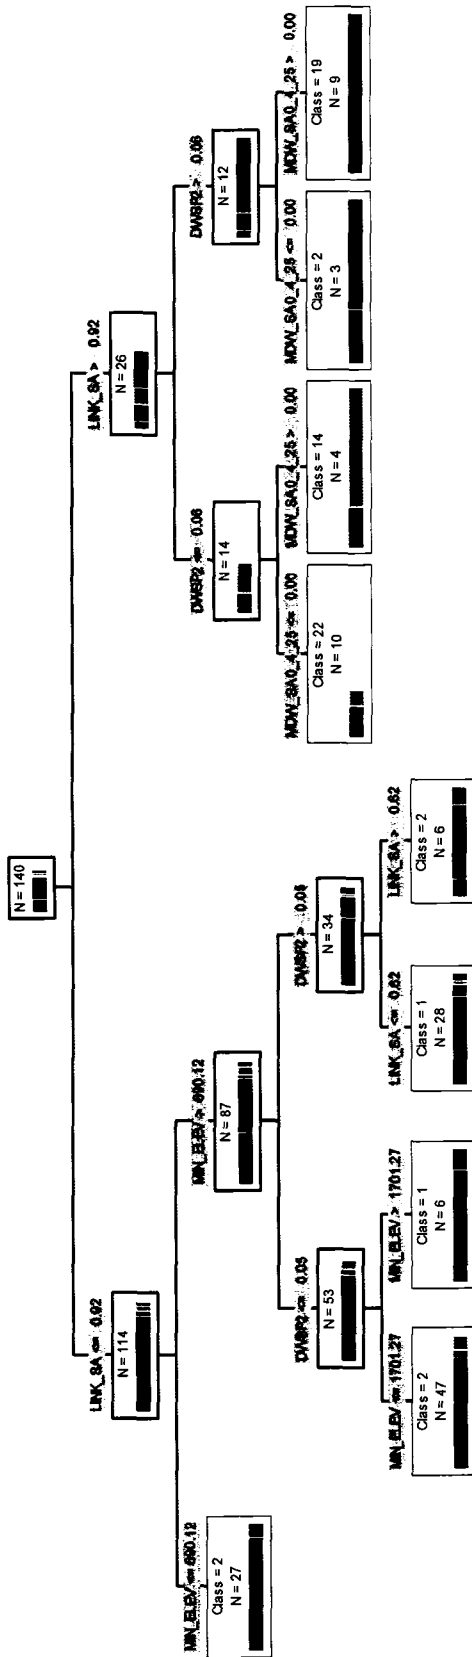 N = 140
LINK_SA <= 0.92
LINK_SA > 0.92
N = 114
N = 26
MIN_ELEV <= 690.12
MIN_ELEV > 690.12
DWSP2 <= 0.06
DWSP2 > 0.06
Class = 2
N = 27
N = 87
N = 14
N = 12
DWSP2 <= 0.05
DWSP2 > 0.05
MDW_SA0_4_25 <= 0.00
MDW_SA0_4_25 > 0.00
MDW_SA0_4_25 <= 0.00
MDW_SA0_4_25 > 0.00
N = 53
N = 34
Class = 22
N = 10
Class = 14
N = 4
Class = 2
N = 3
Class = 19
N = 9
MIN_ELEV <= 1701.27
MIN_ELEV > 1701.27
LINK_SA <= 0.62
LINK_SA > 0.62
Class = 2
N = 47
Class = 1
N = 6
Class = 1
N = 28
Class = 2
N = 6